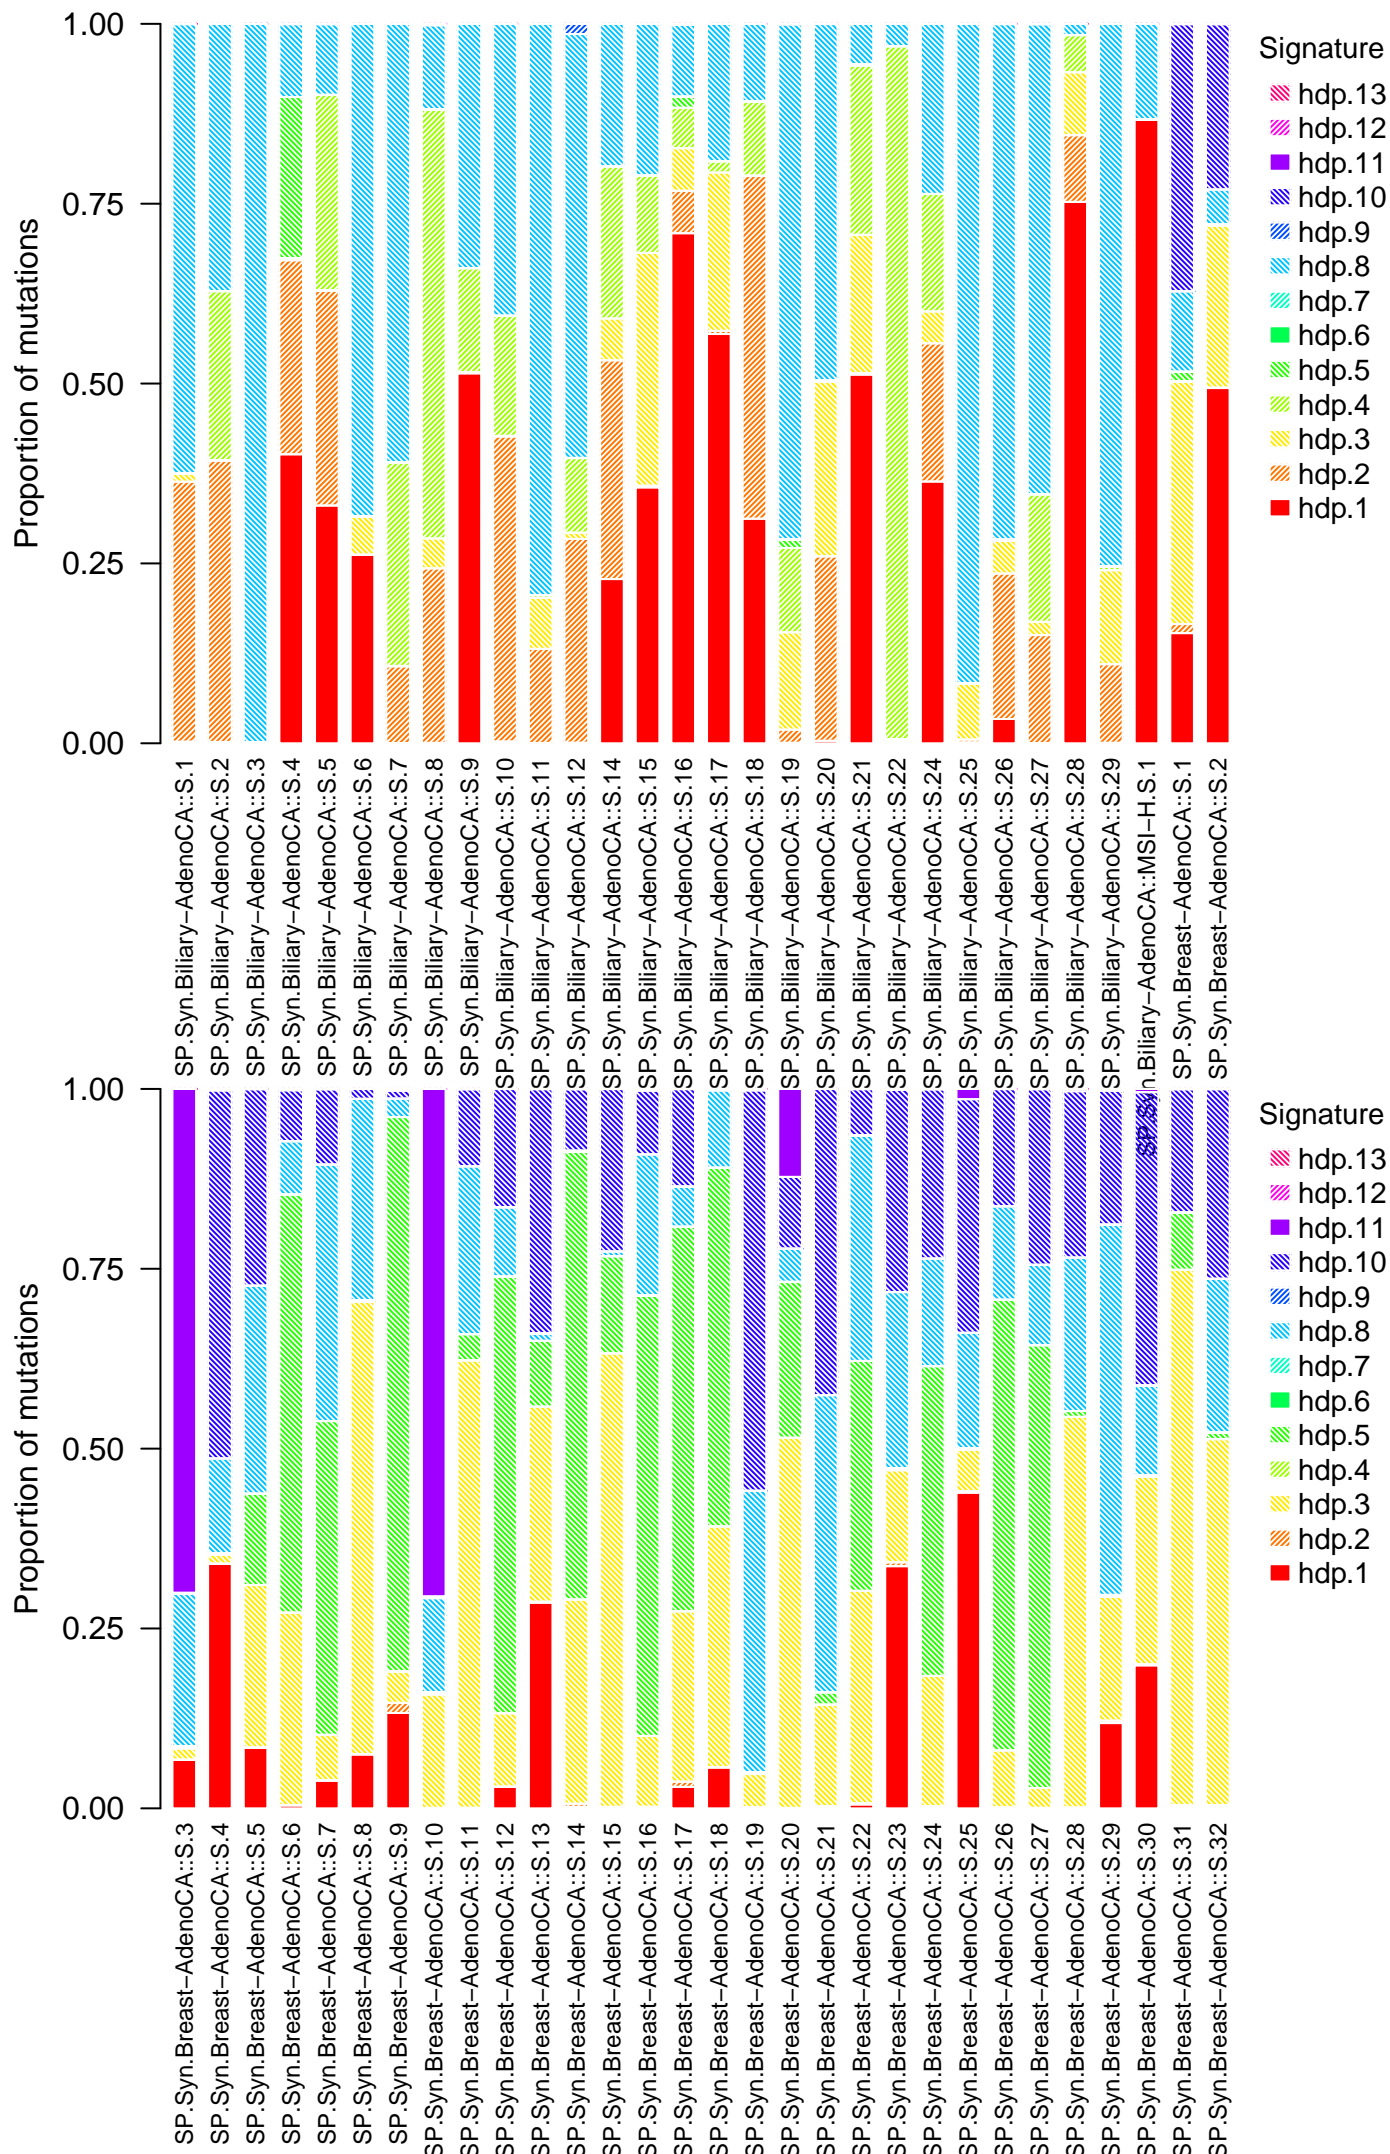 Proportion of mutations
1.00
0.75
0.50
0.25
0.00
Signature
hdp.13
hdp.12
hdp.11
hdp.10
hdp.9
hdp.8
hdp.7
hdp.6
hdp.5
hdp.4
hdp.3
hdp.2
hdp.1
SP.Syn.Biliary−AdenoCA::S.1
SP.Syn.Biliary−AdenoCA::S.2
SP.Syn.Biliary−AdenoCA::S.3
SP.Syn.Biliary−AdenoCA::S.4
SP.Syn.Biliary−AdenoCA::S.5
SP.Syn.Biliary−AdenoCA::S.6
SP.Syn.Biliary−AdenoCA::S.7
SP.Syn.Biliary−AdenoCA::S.8
SP.Syn.Biliary−AdenoCA::S.9
SP.Syn.Biliary−AdenoCA::S.10
SP.Syn.Biliary−AdenoCA::S.11
SP.Syn.Biliary−AdenoCA::S.12
SP.Syn.Biliary−AdenoCA::S.14
SP.Syn.Biliary−AdenoCA::S.15
SP.Syn.Biliary−AdenoCA::S.16
SP.Syn.Biliary−AdenoCA::S.17
SP.Syn.Biliary−AdenoCA::S.18
SP.Syn.Biliary−AdenoCA::S.19
SP.Syn.Biliary−AdenoCA::S.20
SP.Syn.Biliary−AdenoCA::S.21
SP.Syn.Biliary−AdenoCA::S.22
SP.Syn.Biliary−AdenoCA::S.24
SP.Syn.Biliary−AdenoCA::S.25
SP.Syn.Biliary−AdenoCA::S.26
SP.Syn.Biliary−AdenoCA::S.27
SP.Syn.Biliary−AdenoCA::S.28
SP.Syn.Biliary−AdenoCA::S.29
SP.Syn.Biliary−AdenoCA::MSI−H.S.1
SP.Syn.Breast−AdenoCA::S.1
SP.Syn.Breast−AdenoCA::S.2
Proportion of mutations
1.00
0.75
0.50
0.25
0.00
Signature
hdp.13
hdp.12
hdp.11
hdp.10
hdp.9
hdp.8
hdp.7
hdp.6
hdp.5
hdp.4
hdp.3
hdp.2
hdp.1
SP.Syn.Breast−AdenoCA::S.3
SP.Syn.Breast−AdenoCA::S.4
SP.Syn.Breast−AdenoCA::S.5
SP.Syn.Breast−AdenoCA::S.6
SP.Syn.Breast−AdenoCA::S.7
SP.Syn.Breast−AdenoCA::S.8
SP.Syn.Breast−AdenoCA::S.9
SP.Syn.Breast−AdenoCA::S.10
SP.Syn.Breast−AdenoCA::S.11
SP.Syn.Breast−AdenoCA::S.12
SP.Syn.Breast−AdenoCA::S.13
SP.Syn.Breast−AdenoCA::S.14
SP.Syn.Breast−AdenoCA::S.15
SP.Syn.Breast−AdenoCA::S.16
SP.Syn.Breast−AdenoCA::S.17
SP.Syn.Breast−AdenoCA::S.18
SP.Syn.Breast−AdenoCA::S.19
SP.Syn.Breast−AdenoCA::S.20
SP.Syn.Breast−AdenoCA::S.21
SP.Syn.Breast−AdenoCA::S.22
SP.Syn.Breast−AdenoCA::S.23
SP.Syn.Breast−AdenoCA::S.24
SP.Syn.Breast−AdenoCA::S.25
SP.Syn.Breast−AdenoCA::S.26
SP.Syn.Breast−AdenoCA::S.27
SP.Syn.Breast−AdenoCA::S.28
SP.Syn.Breast−AdenoCA::S.29
SP.Syn.Breast−AdenoCA::S.30
SP.Syn.Breast−AdenoCA::S.31
SP.Syn.Breast−AdenoCA::S.32